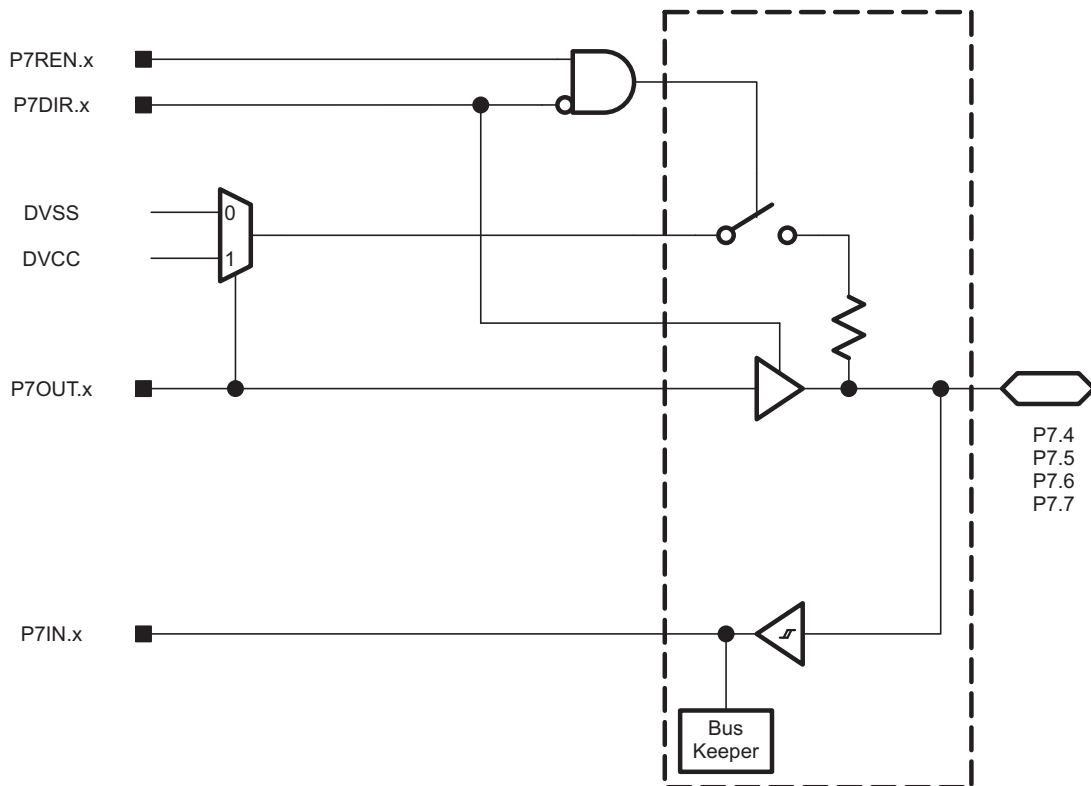 P7REN.x
P7DIR.x
DVSS
0
DVCC
1
P7OUT.x
P7.4
P7.5
P7.6
P7.7
P7IN.x
Bus
Keeper